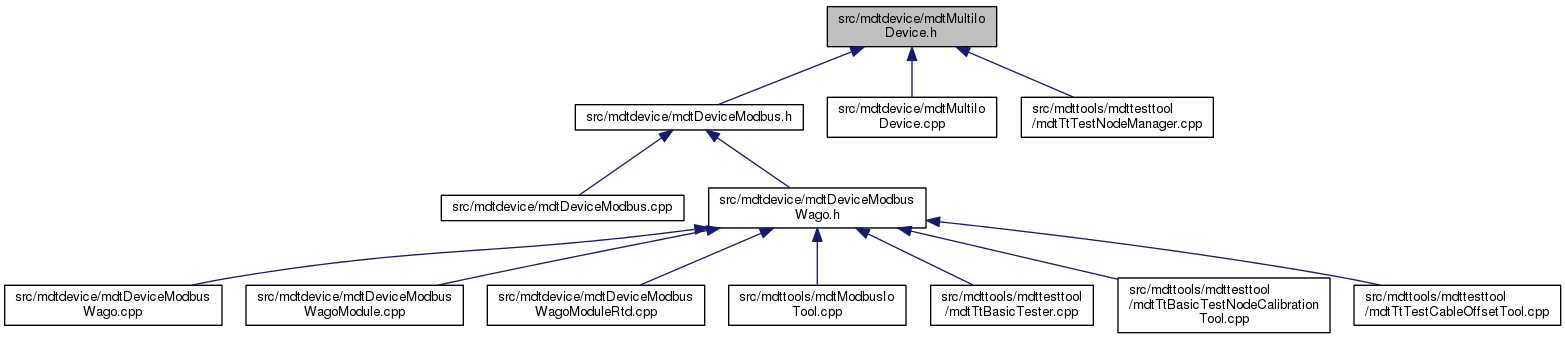 src/mdtdevice/mdtMultiIo
Device.h
src/mdtdevice/mdtDeviceModbus.h
src/mdtdevice/mdtMultiIo
Device.cpp
src/mdttools/mdttesttool
/mdtTtTestNodeManager.cpp
src/mdtdevice/mdtDeviceModbus.cpp
src/mdtdevice/mdtDeviceModbus
Wago.h
src/mdtdevice/mdtDeviceModbus
Wago.cpp
src/mdtdevice/mdtDeviceModbus
WagoModule.cpp
src/mdtdevice/mdtDeviceModbus
WagoModuleRtd.cpp
src/mdttools/mdtModbusIo
Tool.cpp
src/mdttools/mdttesttool
/mdtTtBasicTester.cpp
src/mdttools/mdttesttool
/mdtTtBasicTestNodeCalibration
Tool.cpp
src/mdttools/mdttesttool
/mdtTtTestCableOffsetTool.cpp